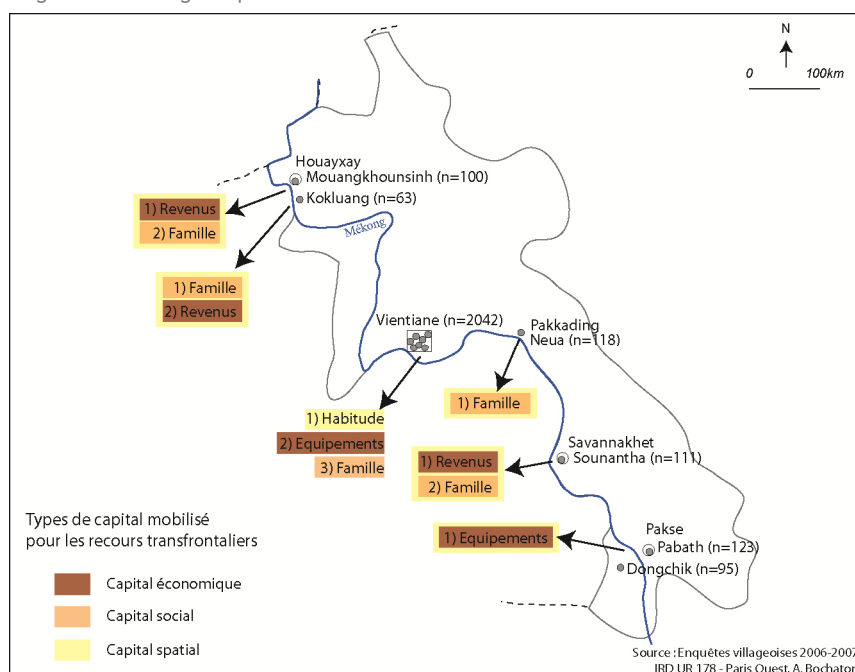 N
0 100km
Houayxay
Mouangkhounsinh (n=100)
Kokluang (n=63)
1) Revenus
2) Famille
Mékong
1) Famille
2) Revenus
Vientiane (n=2042)
Pakkading
Neua (n=118)
1) Famille
1) Habitude
2) Equipements
3) Famille
Savannakhet
Sounantha (n=111)
1) Revenus
2) Famille
Types de capital mobilisé
pour les recours transfrontaliers
1) Equipements
Pakse
Pabath (n=123)
Dongchik (n=95)
Capital économique
Capital social
Capital spatial
Source : Enquêtes villageoises 2006-2007
IRD UR 178 - Paris Ouest, A. Bochaton